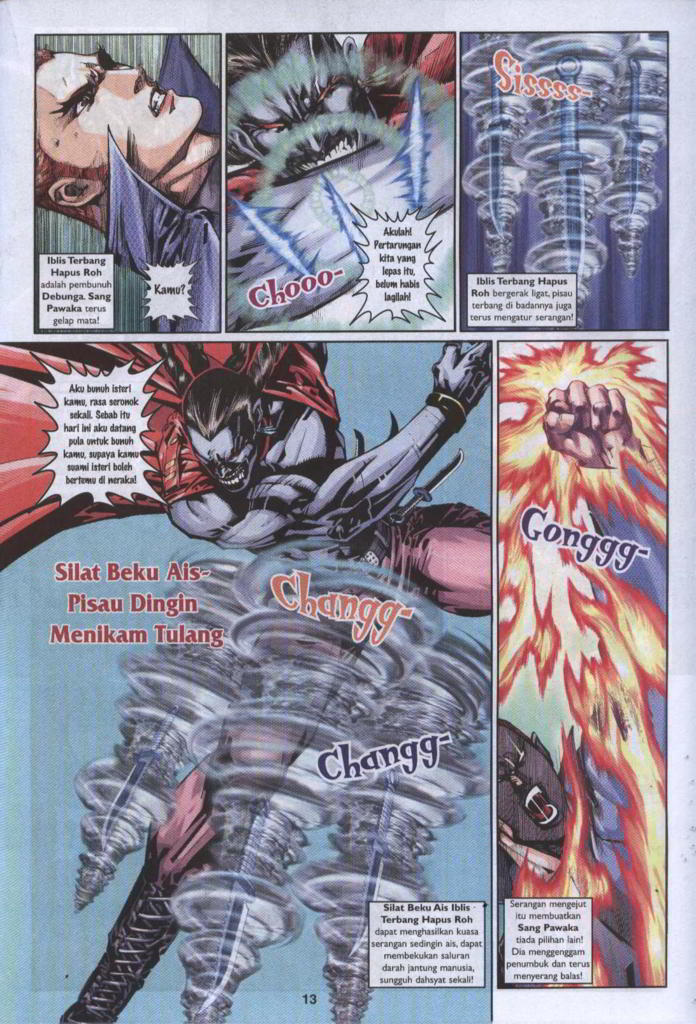 Iblis Terbang
Hapus Roh
adalah pembunuh
Debunga. Sang
Pawaka terus
gelap mata!
Kamu?
Chooo-
Akulah!
Pertarungan
kita yang
lepas itu,
belum habis
lagilah!
Sissss-
Iblis Terbang Hapus
Roh bergerak ligat, pisau
terbang di badannya juga
terus mengatur serangan!
Aku bunuh isteri
kamu, rasa seronok
sekali. Sebab itu
hari ini aku datang
pula untuk bunuh
kamu, supaya kamu
suami isteri boleh
bertemu di neraka!
Silat Beku Ais-
Pisau Dingin
Menikam Tulang
Changg-
Changg-
Silat Beku Ais Iblis
Terbang Hapus Roh
dapat menghasilkan kuasa
serangan sedingin ais, dapat
membekukan saluran
darah jantung manusia,
sungguh dahsyat sekali!
Gonggg-
Serangan mengejut
itu membuatkan
Sang Pawaka
tiada pilihan lain!
Dia menggenggam
penumbuk dan terus
menyerang balas!
13